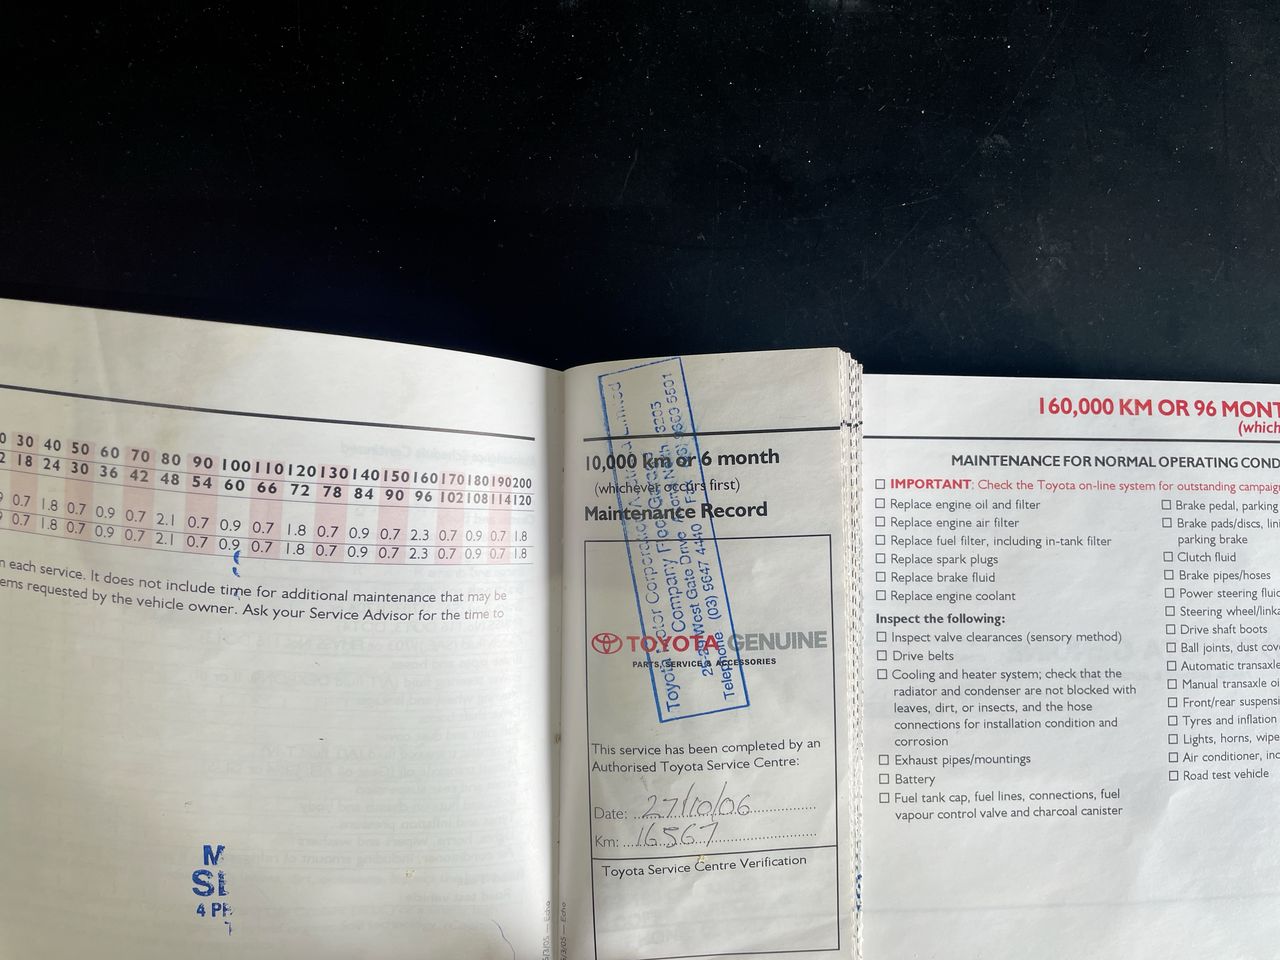 30 40 50 60 70 80 90 100 110 120 130 140 150 160 170 180 190 200
18 24 30 36 42 48 54 60 66 72 78 84 90 96 102 108 114 120
0.7 1.8 0.7 0.9 0.7 2.1 0.7 0.9 0.7 1.8 0.7 0.9 0.7 2.3 0.7 0.9 0.7 1.8
0.7 1.8 0.7 0.9 0.7 2.1 0.7 0.9 0.7 1.8 0.7 0.9 0.7 2.3 0.7 0.9 0.7 1.8
each service. It does not include time for additional maintenance that may be
requested by the vehicle owner. Ask your Service Advisor for the time to
4
10,000 km or 6 month
(whichever occurs first)
Maintenance Record
Toyota Motor Corporation Limited
Company
West Gate Drive
Telephone (03) 9647 4440
TOYOTA GENUINE
PARTS, SERVICE & ACCESSORIES
This service has been completed by an
Authorised Toyota Service Centre:
Date: 27/10/06
Km: 16567
Toyota Service Centre Verification
Echo
Echo
160,000 KM OR 96 MONT
(which
MAINTENANCE FOR NORMAL OPERATING COND
IMPORTANT: Check the Toyota on-line system for outstanding campaig
Replace engine oil and filter
Replace engine air filter
Replace fuel filter, including in-tank filter
Replace spark plugs
Replace brake fluid
Replace engine coolant
Inspect the following:
Inspect valve clearances (sensory method)
Drive belts
Cooling and heater system; check that the
radiator and condenser are not blocked with
leaves, dirt, or insects, and the hose
connections for installation condition and
corrosion
Exhaust pipes/mountings
Battery
Fuel tank cap, fuel lines, connections, fuel
vapour control valve and charcoal canister
Brake pedal, parking
Brake pads/discs, lin
parking brake
Clutch fluid
Brake pipes/hoses
Power steering fluid
Steering wheel/linka
Drive shaft boots
Ball joints, dust cov
Automatic transaxle
Manual transaxle oi
Front/rear suspensi
Tyres and inflation
Lights, horns, wipe
Air conditioner, inc
Road test vehicle